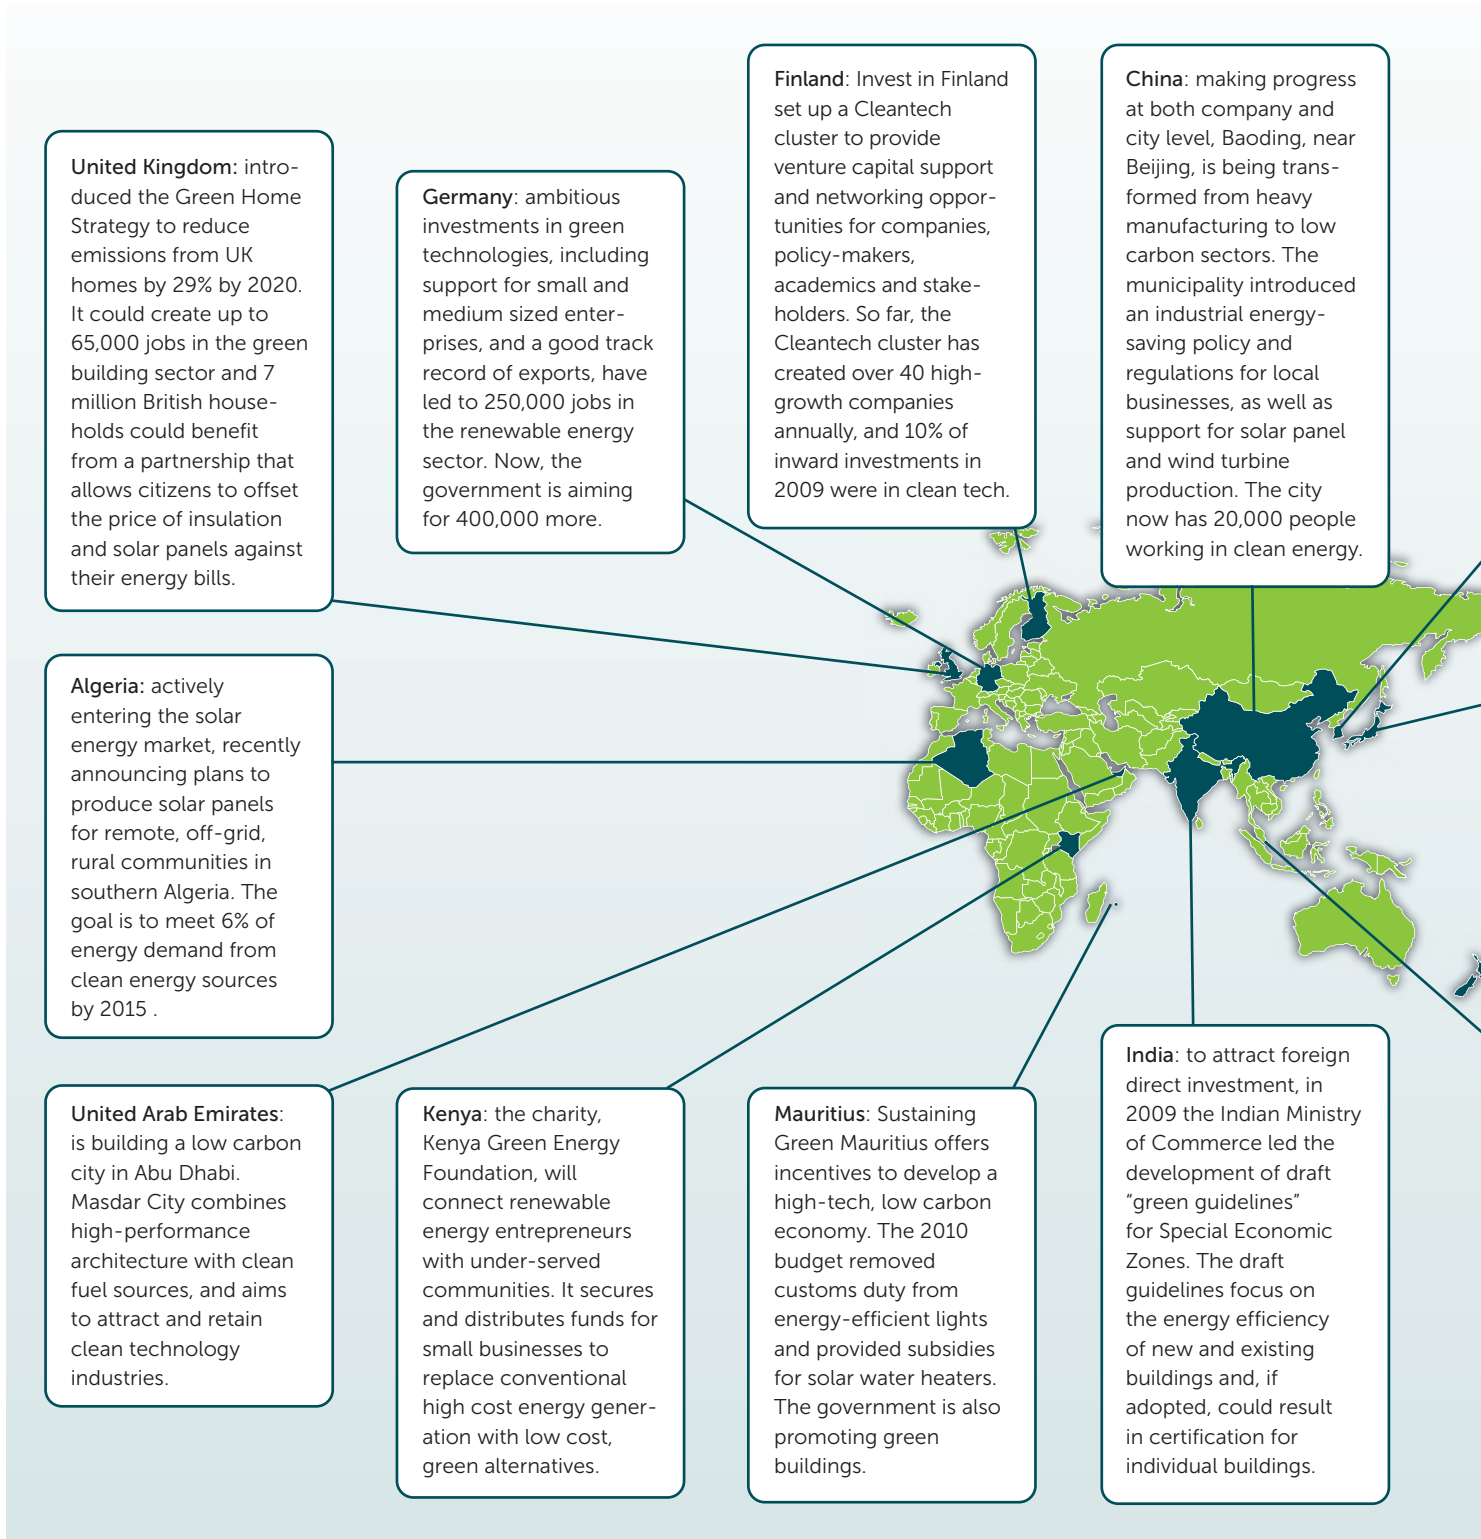 United Kingdom: intro-
duced the Green Home
Strategy to reduce
emissions from UK
homes by 29% by 2020.
It could create up to
65,000 jobs in the green
building sector and 7
million British house-
holds could benefit
from a partnership that
allows citizens to offset
the price of insulation
and solar panels against
their energy bills.
Germany: ambitious
investments in green
technologies, including
support for small and
medium sized enter-
prises, and a good track
record of exports, have
led to 250,000 jobs in
the renewable energy
sector. Now, the
government is aiming
for 400,000 more.
Finland: Invest in Finland
set up a Cleantech
cluster to provide
venture capital support
and networking oppor-
tunities for companies,
policy-makers,
academics and stake-
holders. So far, the
Cleantech cluster has
created over 40 high-
growth companies
annually, and 10% of
inward investments in
2009 were in clean tech.
China: making progress
at both company and
city level, Baoding, near
Beijing, is being trans-
formed from heavy
manufacturing to low
carbon sectors. The
municipality introduced
an industrial energy-
saving policy and
regulations for local
businesses, as well as
support for solar panel
and wind turbine
production. The city
now has 20,000 people
working in clean energy.
Algeria: actively
entering the solar
energy market, recently
announcing plans to
produce solar panels
for remote, off-grid,
rural communities in
southern Algeria. The
goal is to meet 6% of
energy demand from
clean energy sources
by 2015 .
United Arab Emirates:
is building a low carbon
city in Abu Dhabi.
Masdar City combines
high-performance
architecture with clean
fuel sources, and aims
to attract and retain
clean technology
industries.
Kenya: the charity,
Kenya Green Energy
Foundation, will
connect renewable
energy entrepreneurs
with under-served
communities. It secures
and distributes funds for
small businesses to
replace conventional
high cost energy gener-
ation with low cost,
green alternatives.
Mauritius: Sustaining
Green Mauritius offers
incentives to develop a
high-tech, low carbon
economy. The 2010
budget removed
customs duty from
energy-efficient lights
and provided subsidies
for solar water heaters.
The government is also
promoting green
buildings.
India: to attract foreign
direct investment, in
2009 the Indian Ministry
of Commerce led the
development of draft
“green guidelines”
for Special Economic
Zones. The draft
guidelines focus on
the energy efficiency
of new and existing
buildings and, if
adopted, could result
in certification for
individual buildings.